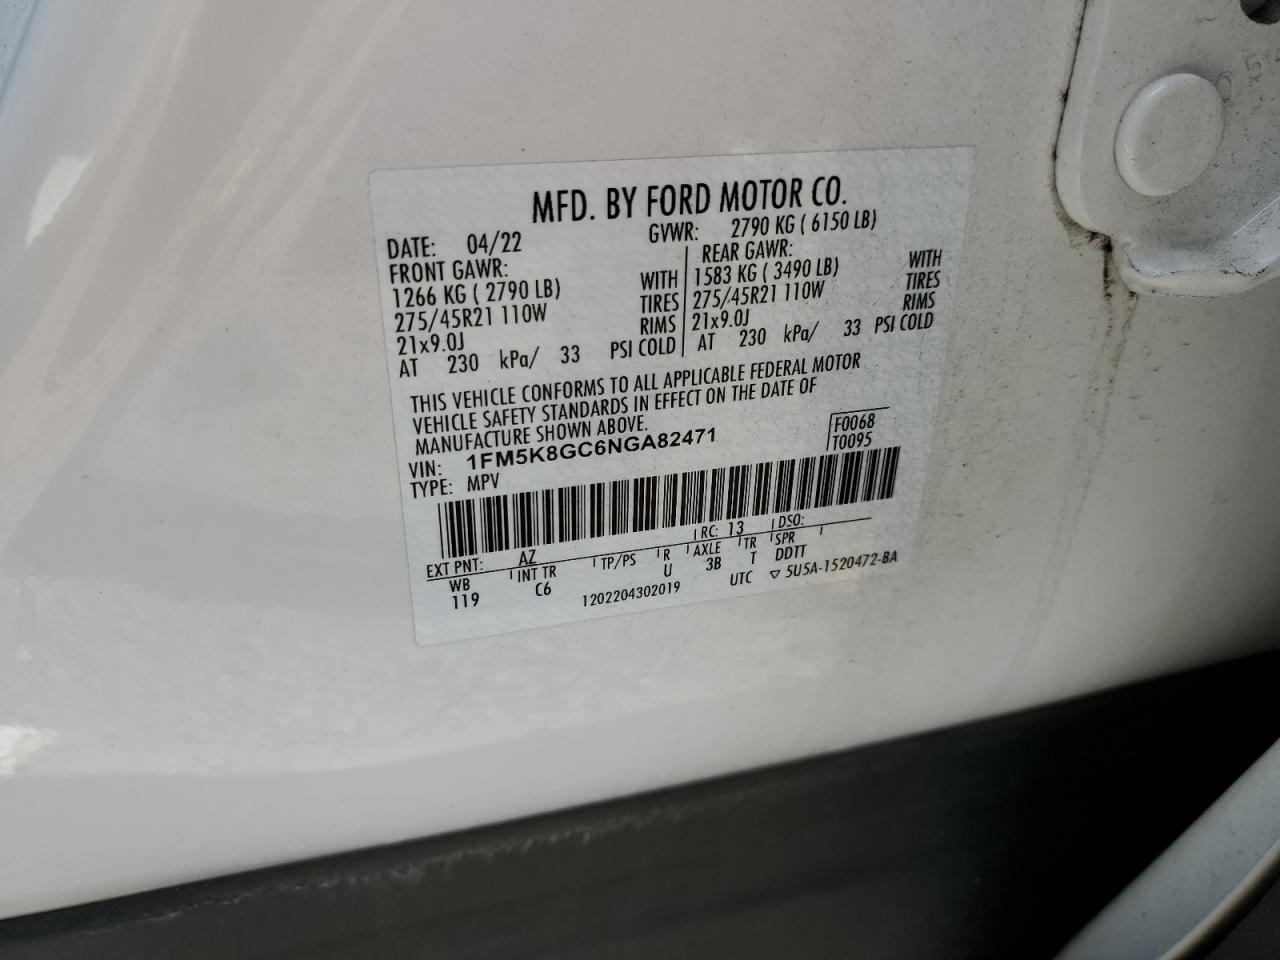 MFD. BY FORD MOTOR CO.
DATE: 04/22 GVWR: 2790 KG ( 6150 LB)
FRONT GAWR: REAR GAWR:
1266 KG ( 2790 LB) WITH 1583 KG ( 3490 LB) WITH
275/45R21 110W TIRES 275/45R21 110W TIRES
21x9.0J RIMS 21x9.0J RIMS
AT 230 kPa/ 33 PSI COLD AT 230 kPa/ 33 PSI COLD
THIS VEHICLE CONFORMS TO ALL APPLICABLE FEDERAL MOTOR
VEHICLE SAFETY STANDARDS IN EFFECT ON THE DATE OF
MANUFACTURE SHOWN ABOVE.
F0068
VIN: 1FM5K8GC6NGA82471 T0095
TYPE: MPV
EXT PNT: AZ RC: 13 DSO:
WB INT TR TP/PS R AXLE TR SPR
119 C6 U 3B T DDTT
1202204302019 UTC ▽ 5U5A-1520472-BA